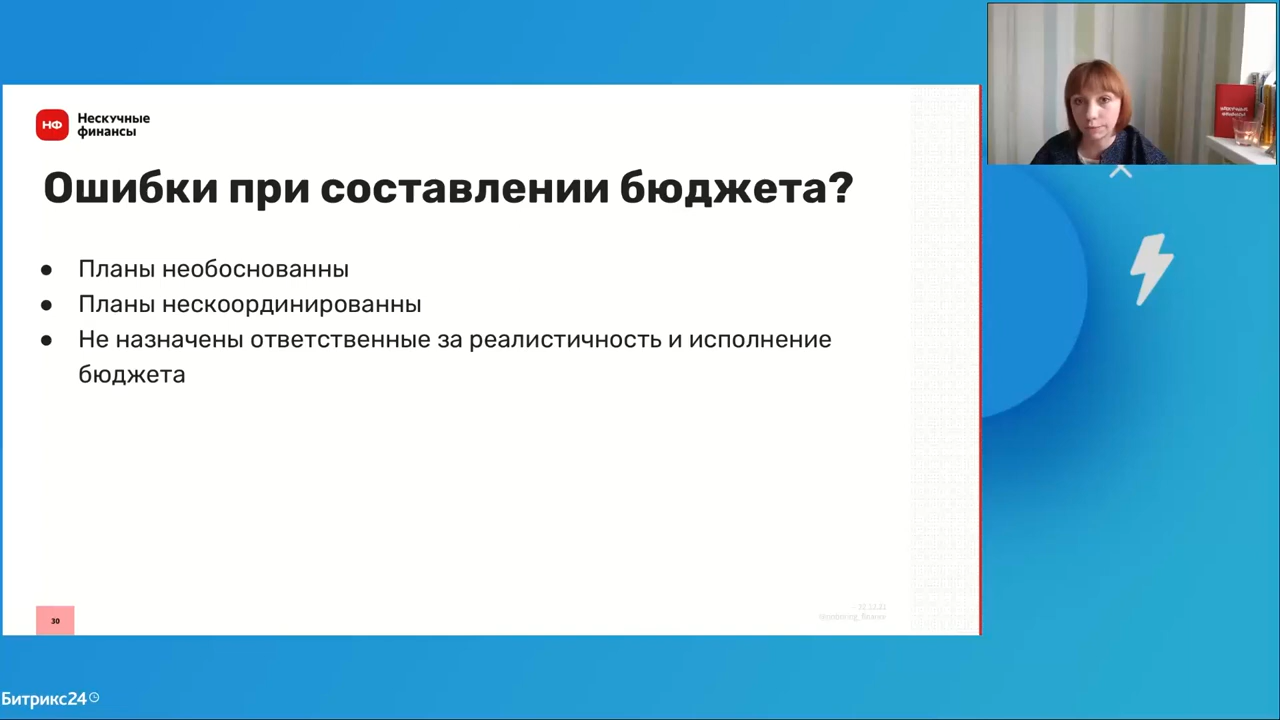 НФ
Нескучные
финансы
Ошибки при составлении бюджета?
● Планы необоснованны
● Планы нескоординированны
● Не назначены ответственные за реалистичность и исполнение
бюджета
30
Битрикс24